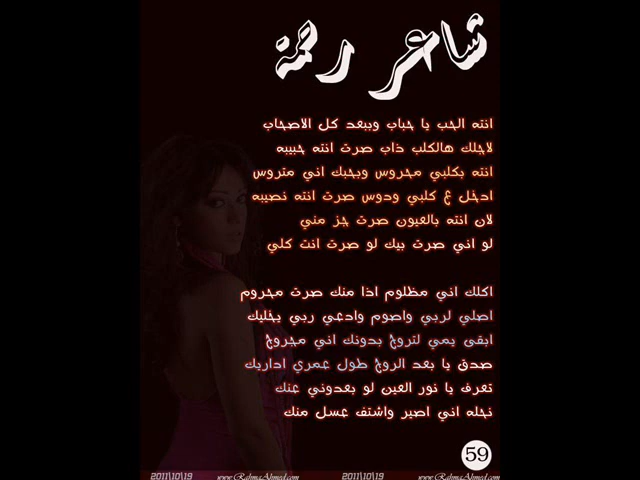 شاعر رحمة
انته الحب يا حباب ويبعد كل الاصحاب
لاجلك هالكلب ذاب صرت انته حبيبه
انته بكلبي محروس وبحبك اني متروس
ادخل ع كلبي ودوس صرت انته نصيبه
لان انته بالعيون صرت جز مني
لو اني صرت بيك لو صرت انت كلي
اكلك اني مظلوم اذا منك صرت محروم
اصلي لربي واصوم وادعي ربي يخليك
ابقى يمي لتروح بدونك اني مجروح
صدق يا بعد الروح طول عمري اداريك
تعرف يا نور العين لو بعدوني عنك
نحله اني اصير واشتف عسل منك
59
2011\10\19 www.RahmaAhmed.com 2011\10\19 www.RahmaAhmed.com